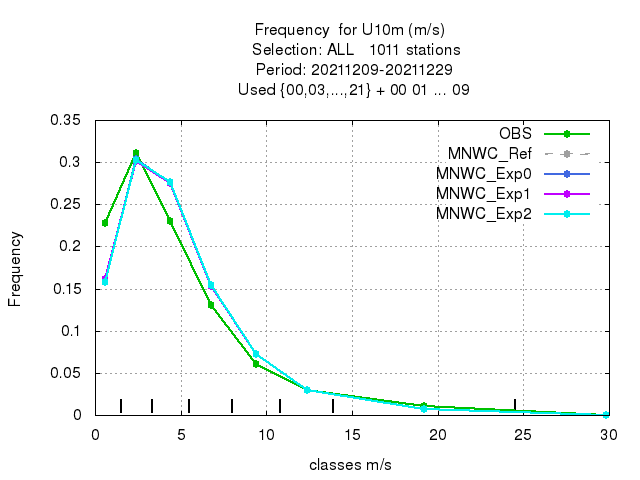 Frequency  for U10m (m/s)
Selection: ALL   1011 stations
Period: 20211209-20211229
Used {00,03,...,21} + 00 01 ... 09
0.35
0.3
0.25
0.2
0.15
0.1
0.05
0
Frequency
OBS
MNWC_Ref
MNWC_Exp0
MNWC_Exp1
MNWC_Exp2
0 5 10 15 20 25 30
classes m/s